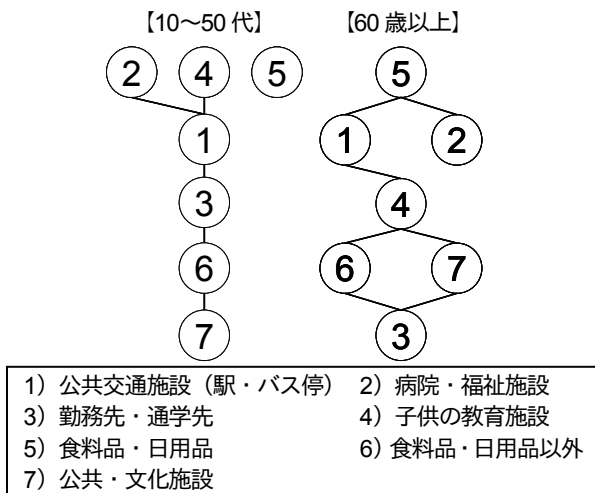 【10～50 代】 【60 歳以上】
2 4 5 5
1 1 2
3 4
6 6 7
7 3
1）公共交通施設（駅・バス停） 2）病院・福祉施設
3）勤務先・通学先 4）子供の教育施設
5）食料品・日用品 6）食料品・日用品以外
7）公共・文化施設